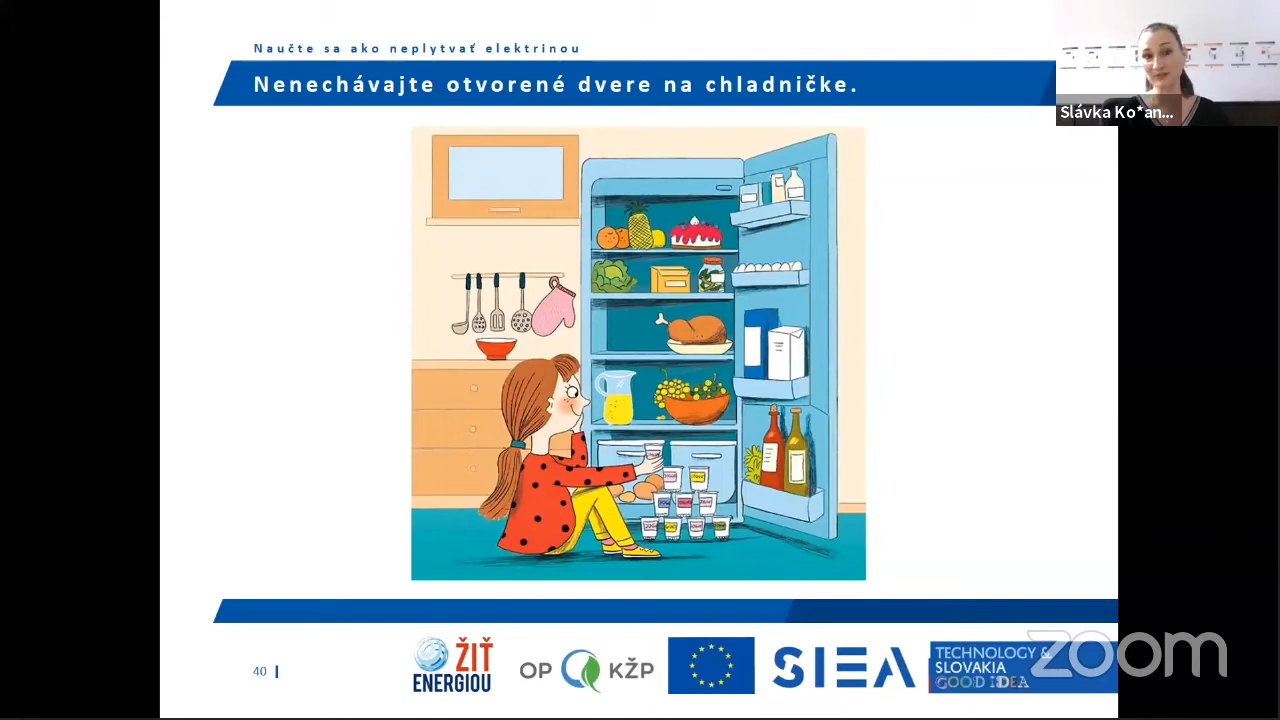 Naučte sa ako neplytvať elektrinou
Nenechávajte otvorené dvere na chladničke.
Slávka Ko*an...
40
ŽIŤ
ENERGIOU
OP KŽP
SIEA
TECHNOLOGY &
SLOVAKIA
GOOD IDEA
zoom